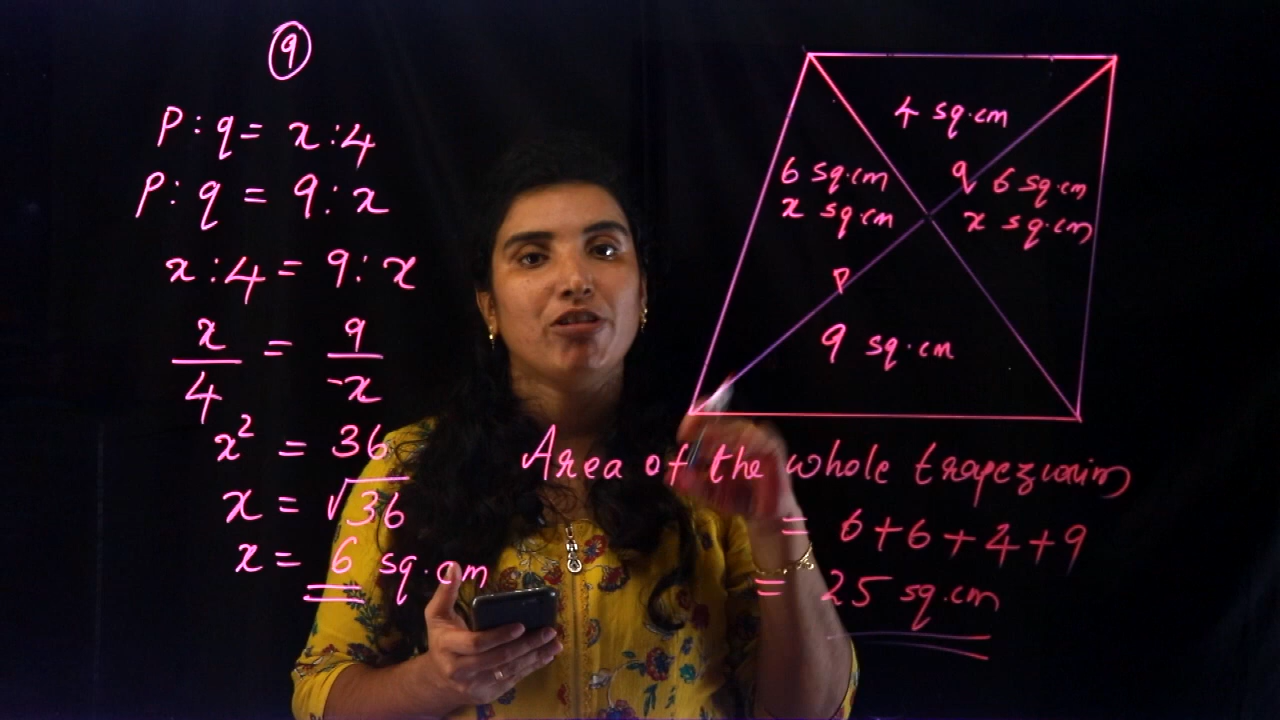 9
P : q = x : 4
P : q = 9 : x
x : 4 = 9 : x
x/4 = 9/x
x² = 36
x = √36
x = 6 sq.cm
4 sq.cm
6 sq.cm
x sq.cm
q
6 sq.cm
x sq.cm
P
9 sq.cm
Area of the whole trapezium
= 6+6+4+9
= 25 sq.cm